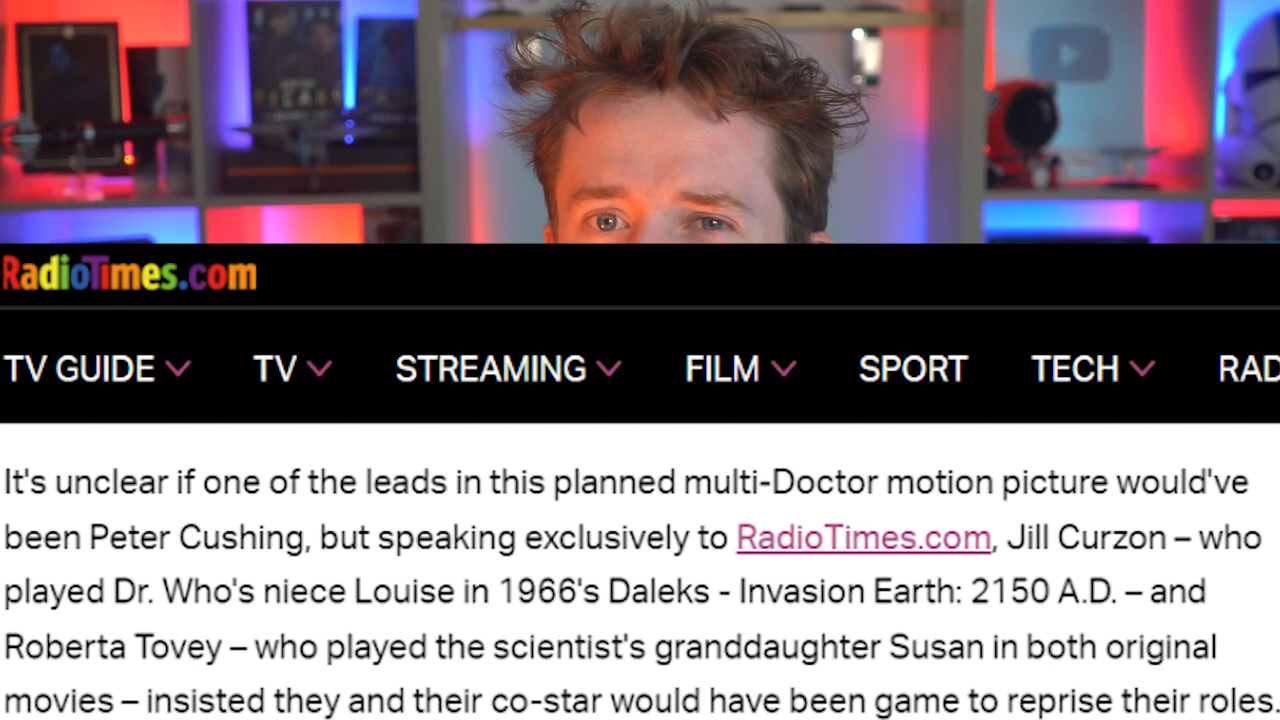 RadioTimes.com
TV GUIDE TV STREAMING FILM SPORT TECH RAD
It's unclear if one of the leads in this planned multi-Doctor motion picture would've
been Peter Cushing, but speaking exclusively to RadioTimes.com, Jill Curzon – who
played Dr. Who's niece Louise in 1966's Daleks - Invasion Earth: 2150 A.D. – and
Roberta Tovey – who played the scientist's granddaughter Susan in both original
movies – insisted they and their co-star would have been game to reprise their roles.